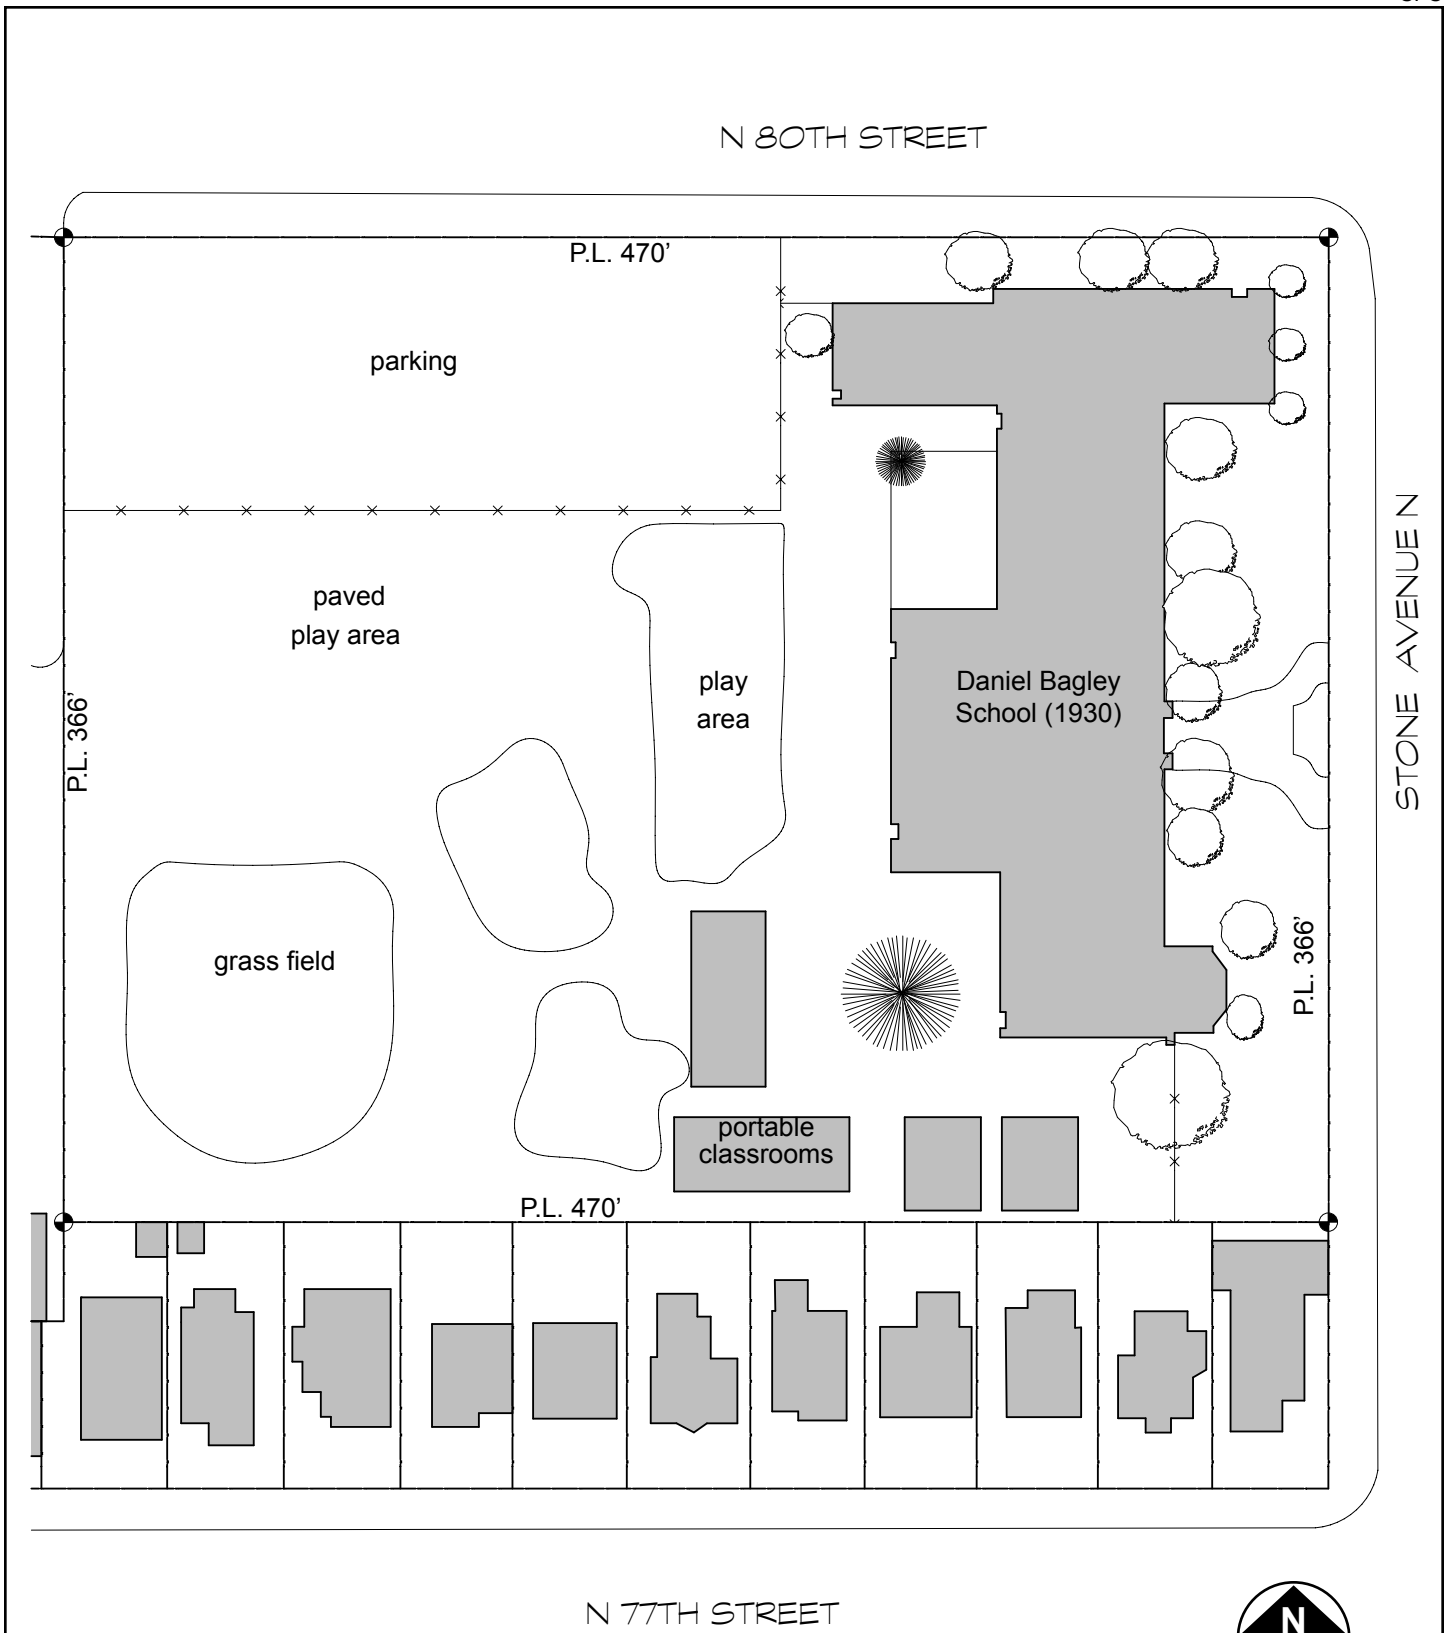 N 80TH STREET
P.L. 470’
parking
paved
play area
play
area
Daniel Bagley
School (1930)
STONE AVENUE N
P.L. 366’
grass field
P.L. 366’
portable
classrooms
P.L. 470’
N 77TH STREET
N